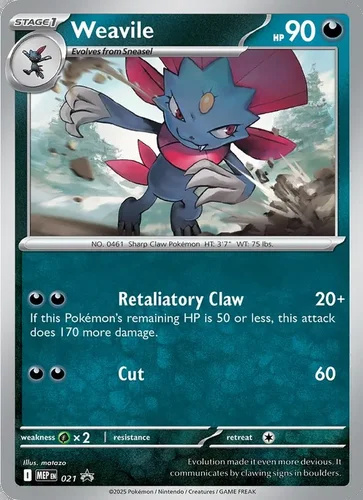 STAGE 1
Weavile
HP 90
Evolves from Sneasel
NO. 0461 Sharp Claw Pokémon HT: 3'7" WT: 75 lbs.
Retaliatory Claw 20+
If this Pokémon's remaining HP is 50 or less, this attack
does 170 more damage.
Cut 60
weakness ×2 resistance retreat
Illus. matazo
I MEP EN 021
Evolution made it even more devious. It
communicates by clawing signs in boulders.
©2025 Pokémon / Nintendo / Creatures / GAME FREAK